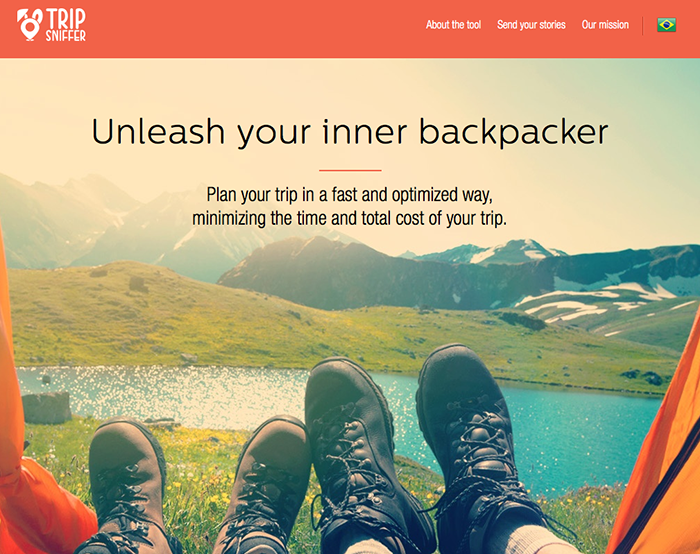 TRIP
SNIFFER
About the tool Send your stories Our mission
Unleash your inner backpacker
Plan your trip in a fast and optimized way,
minimizing the time and total cost of your trip.